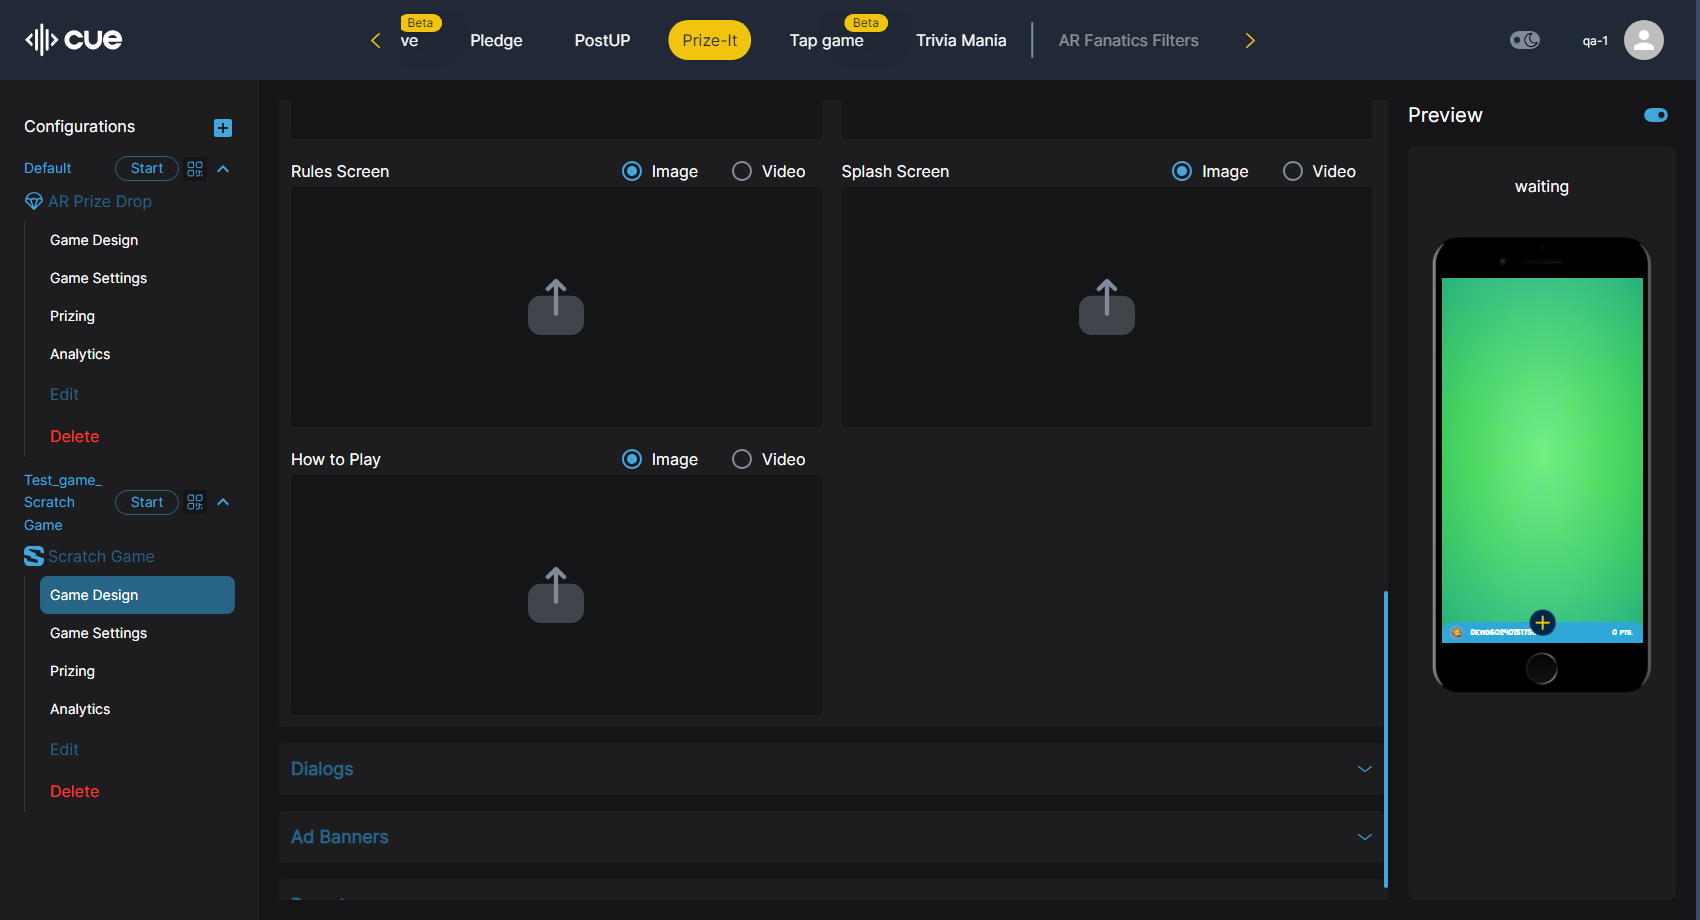 cue
Beta
ve
Pledge
PostUP
Prize-It
Beta
Tap game
Trivia Mania
AR Fanatics Filters
qa-1
Configurations
Default
Start
AR Prize Drop
Game Design
Game Settings
Prizing
Analytics
Edit
Delete
Test_game_
Scratch
Game
Start
Scratch Game
Game Design
Game Settings
Prizing
Analytics
Edit
Delete
Rules Screen
Image
Video
Splash Screen
Image
Video
How to Play
Image
Video
Dialogs
Ad Banners
Preview
waiting
0 PTS.